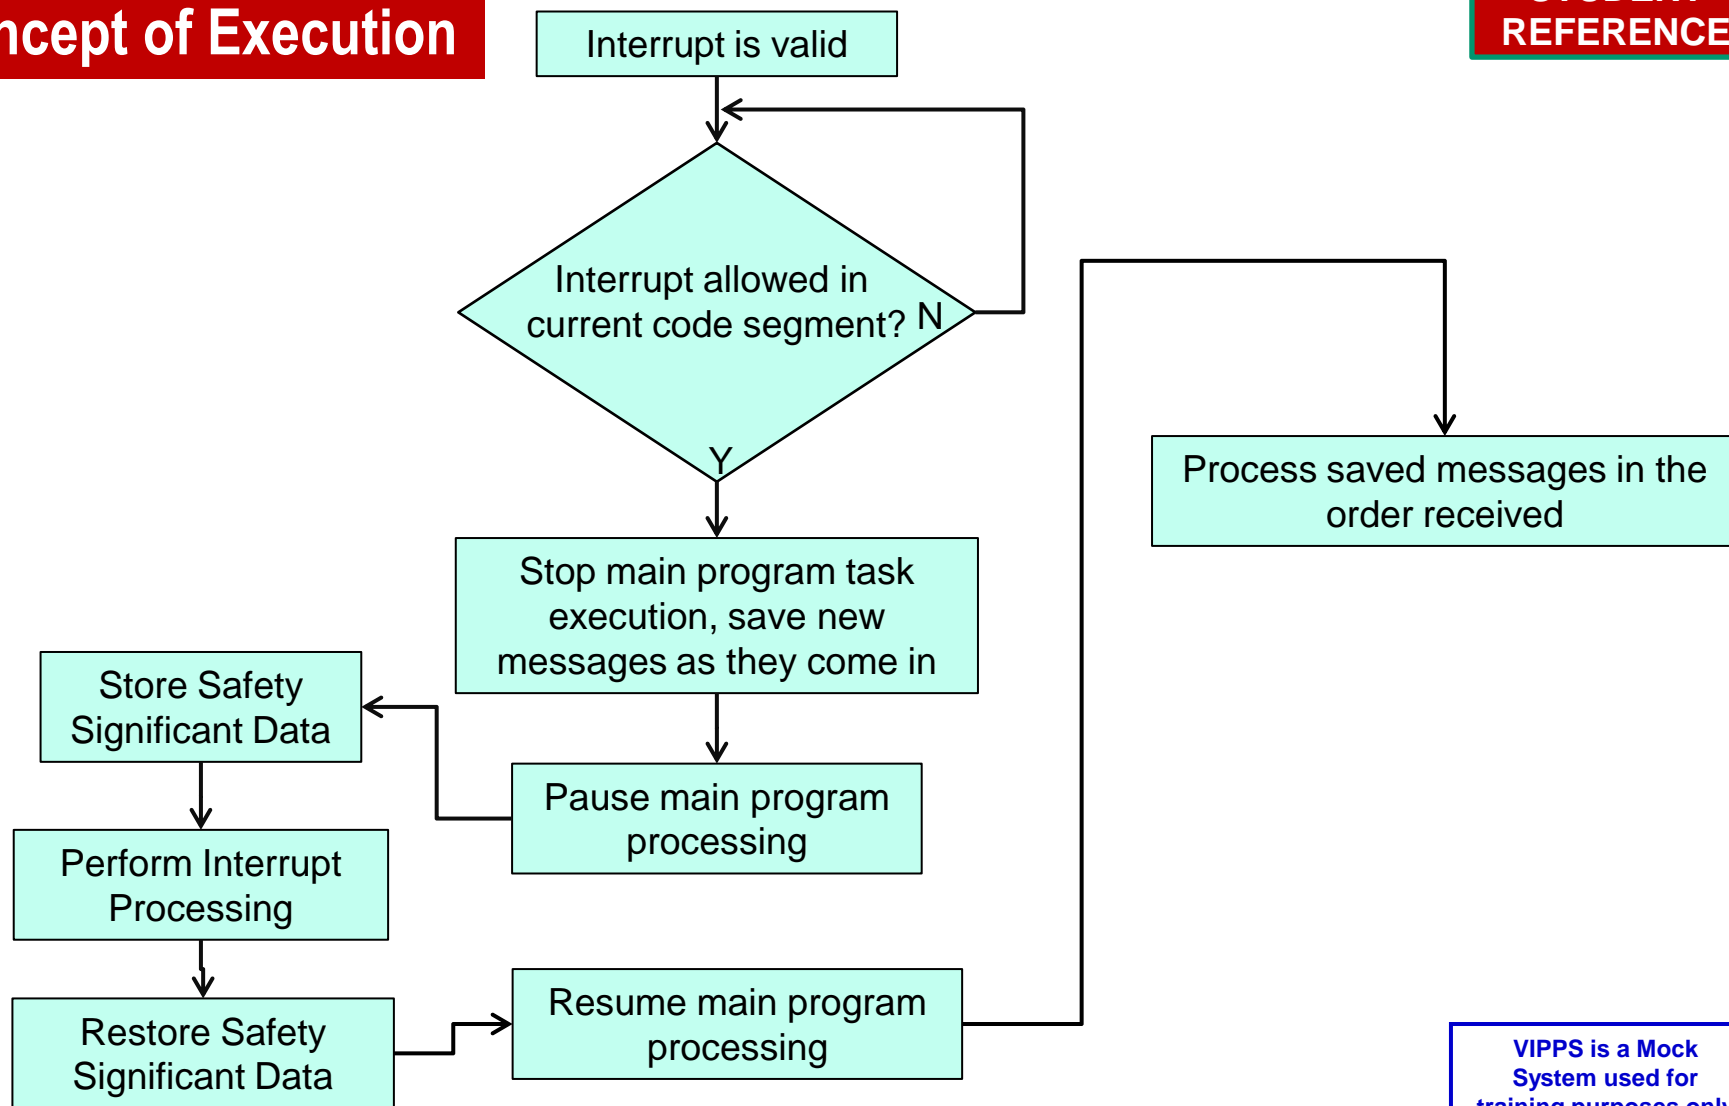 ncept of Execution
REFERENCE
Interrupt is valid
Interrupt allowed in
current code segment? N
Y
Stop main program task
execution, save new
messages as they come in
Pause main program
processing
Store Safety
Significant Data
Perform Interrupt
Processing
Restore Safety
Significant Data
Resume main program
processing
Process saved messages in the
order received
VIPPS is a Mock
System used for
training purposes only